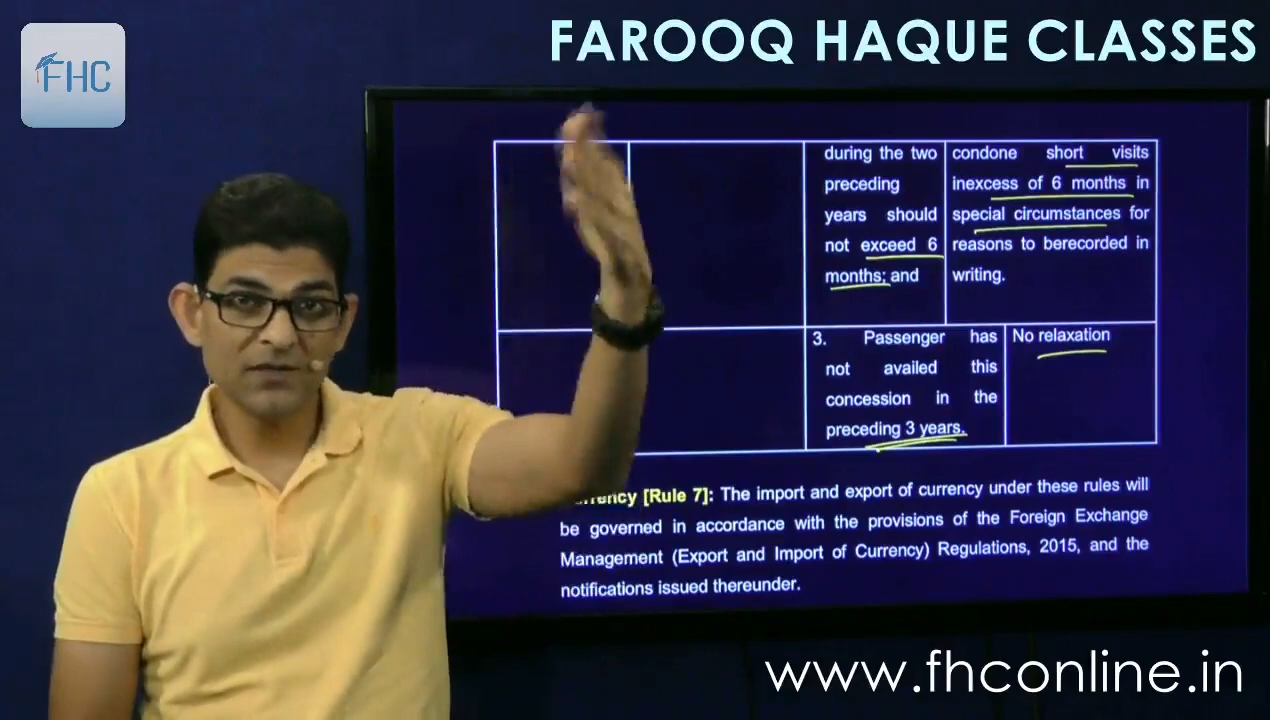 FHC
FAROOQ HAQUE CLASSES
during the two
preceding
years should
not exceed 6
months; and
condone short visits
inexcess of 6 months in
special circumstances for
reasons to berecorded in
writing.
3. Passenger has
not availed this
concession in the
preceding 3 years.
No relaxation
[Rule 7]: The import and export of currency under these rules will
be governed in accordance with the provisions of the Foreign Exchange
Management (Export and Import of Currency) Regulations, 2015, and the
notifications issued thereunder.
www.fhconline.in